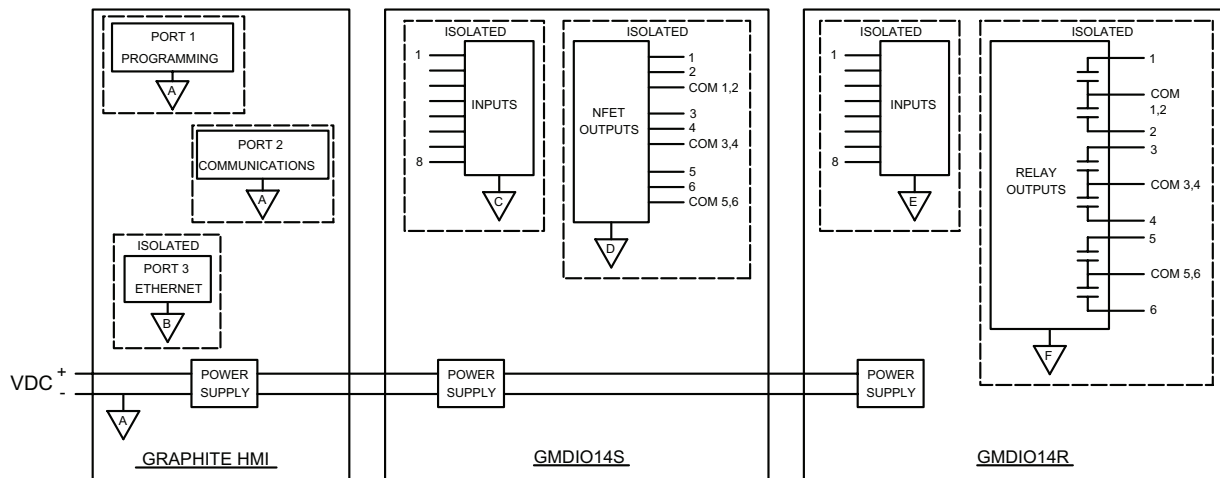 PORT 1
PROGRAMMING
A
PORT 2
COMMUNICATIONS
A
ISOLATED
PORT 3
ETHERNET
B
VDC
+
-
A
POWER
SUPPLY
GRAPHITE HMI
ISOLATED
1
8
INPUTS
C
ISOLATED
NFET
OUTPUTS
1
2
COM 1,2
3
4
COM 3,4
5
6
COM 5,6
D
POWER
SUPPLY
GMDIO14S
ISOLATED
1
8
INPUTS
E
ISOLATED
RELAY
OUTPUTS
1
COM
1,2
2
3
COM 3,4
4
5
COM 5,6
6
F
POWER
SUPPLY
GMDIO14R